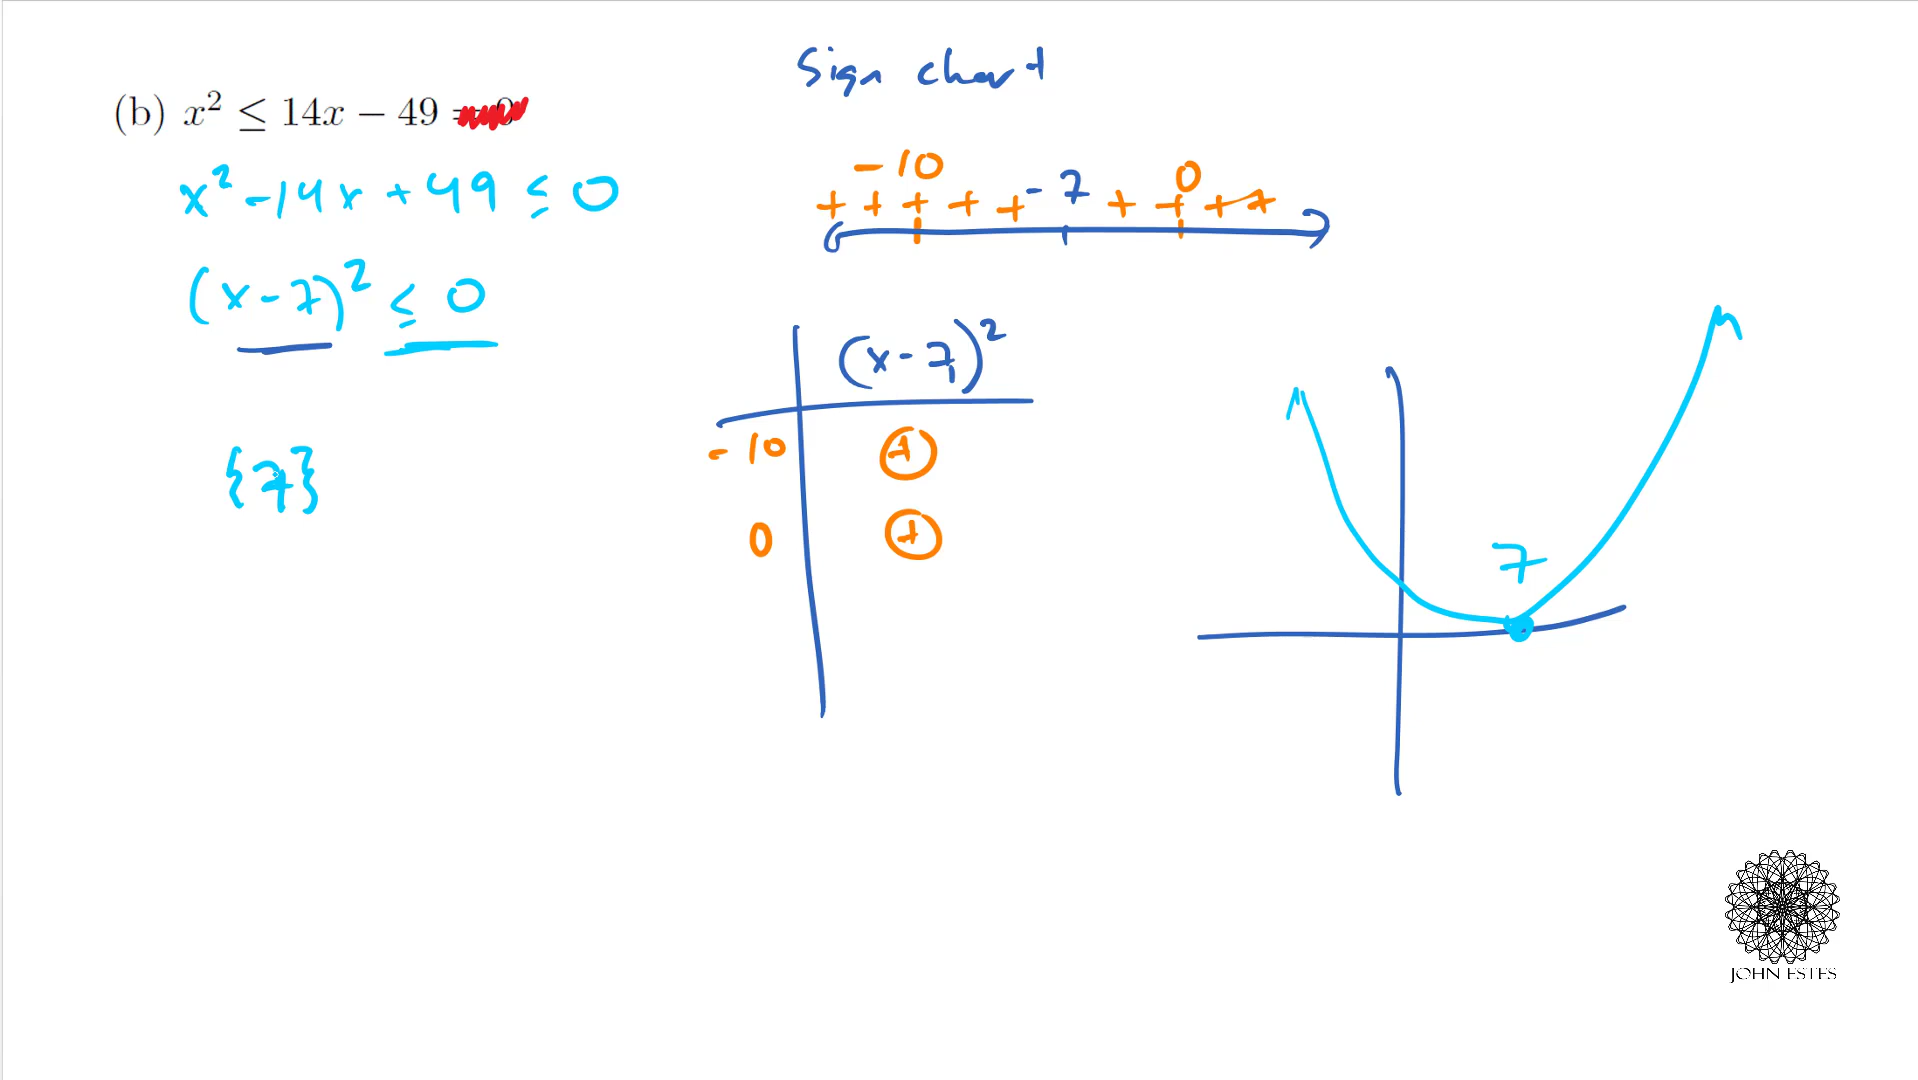 Sign chart
(b) x² ≤ 14x − 49
x² - 14x + 49 ≤ 0
(x - 7)² ≤ 0
{7}
-10 -7 0
+ + + + + + + + +
(x - 7)²
-10 +
0 +
7
JOHN ESTES